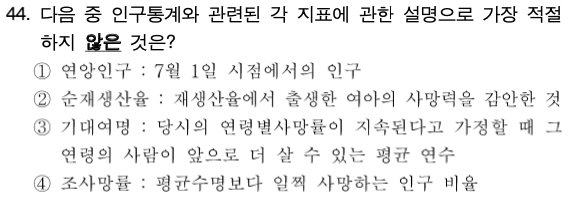 44. 다음 중 인구통계와 관련된 각 지표에 관한 설명으로 가장 적절
하지 않은 것은?
① 연앙인구 : 7월 1일 시점에서의 인구
② 순재생산율 : 재생산율에서 출생한 여아의 사망력을 감안한 것
③ 기대여명 : 당시의 연령별사망률이 지속된다고 가정할 때 그
연령의 사람이 앞으로 더 살 수 있는 평균 연수
④ 조사망률 : 평균수명보다 일찍 사망하는 인구 비율